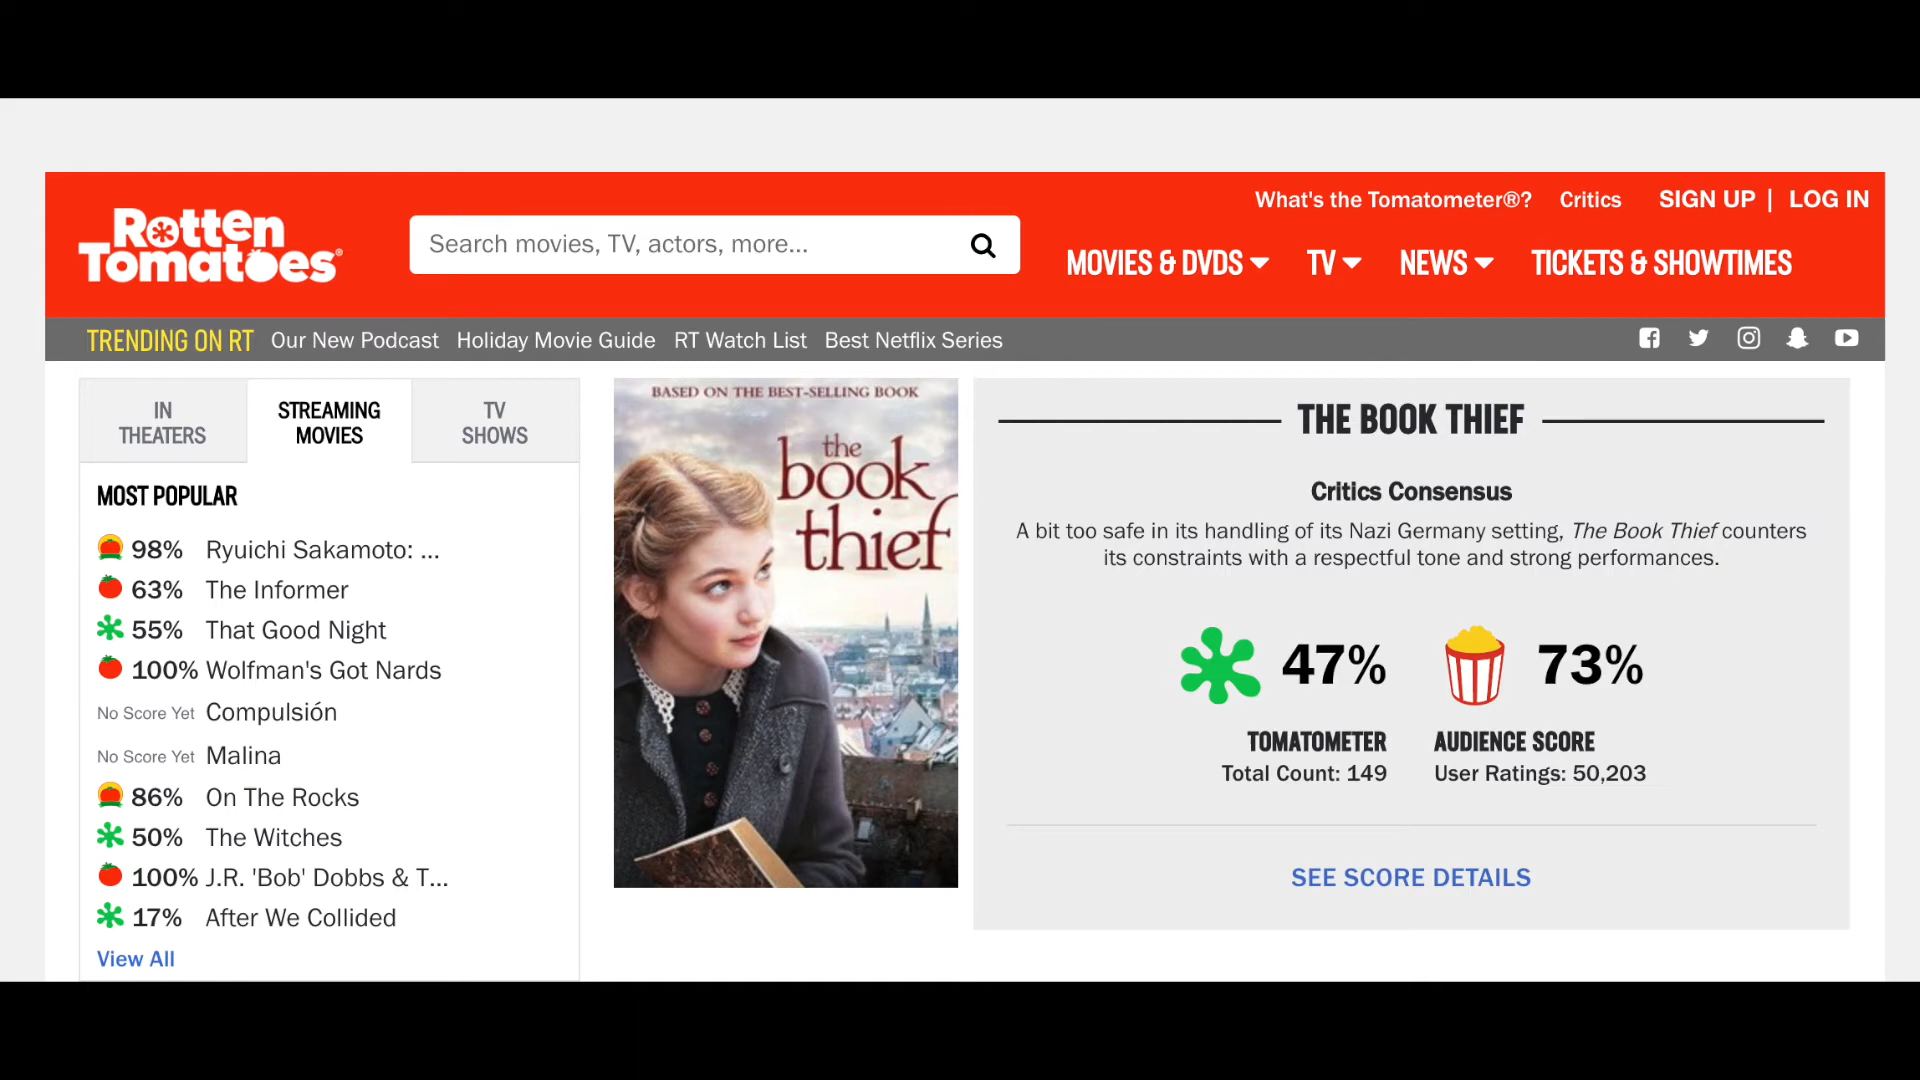 What's the Tomatometer®? Critics SIGN UP | LOG IN
Rotten
Tomatoes®
Search movies, TV, actors, more...
MOVIES & DVDS TV NEWS TICKETS & SHOWTIMES
TRENDING ON RT Our New Podcast Holiday Movie Guide RT Watch List Best Netflix Series
IN
THEATERS
STREAMING
MOVIES
TV
SHOWS
MOST POPULAR
98% Ryuichi Sakamoto: ...
63% The Informer
55% That Good Night
100% Wolfman's Got Nards
No Score Yet Compulsión
No Score Yet Malina
86% On The Rocks
50% The Witches
100% J.R. 'Bob' Dobbs & T...
17% After We Collided
View All
BASED ON THE BEST-SELLING BOOK
the
book
thief
THE BOOK THIEF
Critics Consensus
A bit too safe in its handling of its Nazi Germany setting, The Book Thief counters
its constraints with a respectful tone and strong performances.
47% 73%
TOMATOMETER AUDIENCE SCORE
Total Count: 149 User Ratings: 50,203
SEE SCORE DETAILS